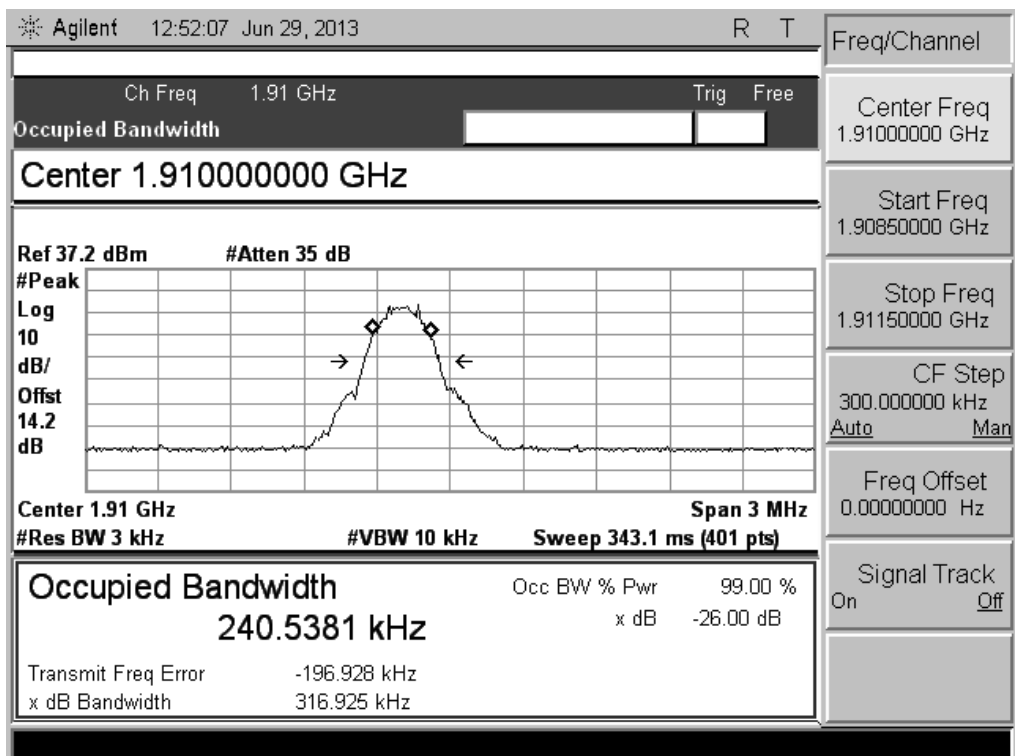 Agilent 12:52:07 Jun 29, 2013 R T
Freq/Channel
Ch Freq 1.91 GHz Trig Free
Occupied Bandwidth
Center 1.910000000 GHz
Ref 37.2 dBm #Atten 35 dB
#Peak
Log
10
dB/
Offst
14.2
dB
Center 1.91 GHz Span 3 MHz
#Res BW 3 kHz #VBW 10 kHz Sweep 343.1 ms (401 pts)
Occupied Bandwidth Occ BW % Pwr 99.00 %
240.5381 kHz x dB -26.00 dB
Transmit Freq Error -196.928 kHz
x dB Bandwidth 316.925 kHz
Center Freq
1.91000000 GHz
Start Freq
1.90850000 GHz
Stop Freq
1.91150000 GHz
CF Step
300.000000 kHz
Auto Man
Freq Offset
0.00000000 Hz
Signal Track
On Off